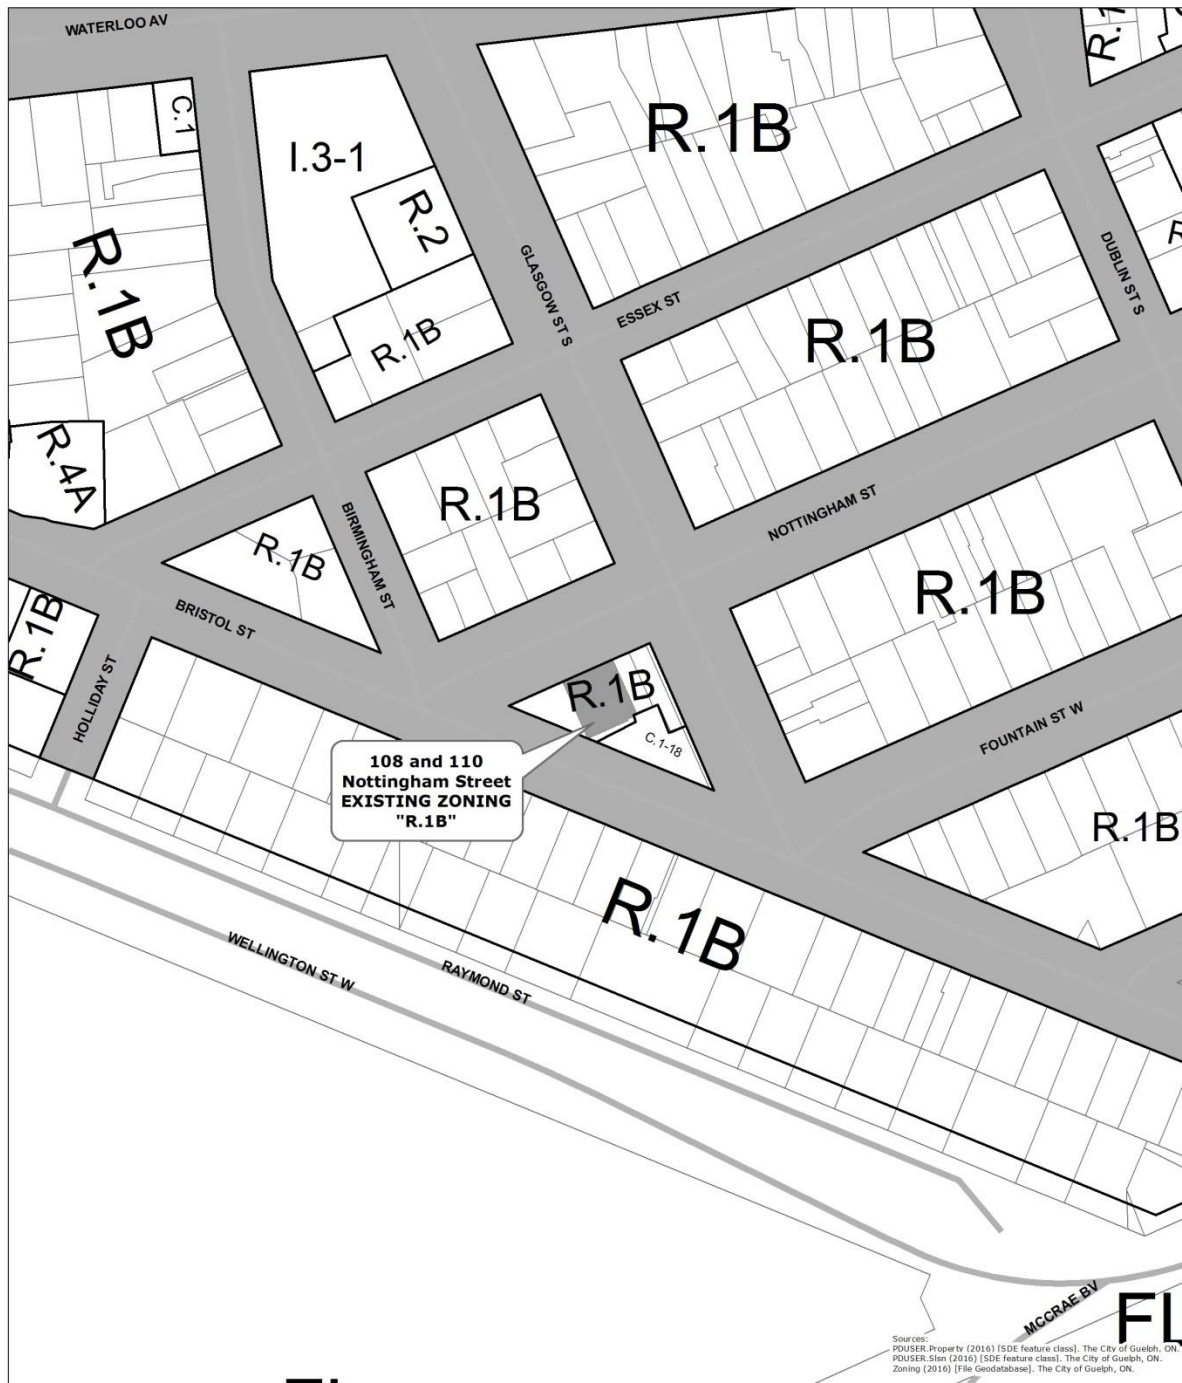 WATERLOO AV
R.1
C.1
I.3-1
R.1B
R.2
R.1B
GLASGOW ST S
DUBLIN ST S
R
ESSEX ST
R.1B
R.1B
R.1B
R.4A
R.1B
BIRMINGHAM ST
NOTTINGHAM ST
R.1B
R.1B
R.1B
BRISTOL ST
HOLLIDAY ST
R.1B
C.1-18
FOUNTAIN ST W
108 and 110
Nottingham Street
EXISTING ZONING
"R.1B"
R.1B
R.1B
WELLINGTON ST W
RAYMOND ST
MCCRAE BV
FL
Sources:
PDUSER.Property (2016) [SDE feature class]. The City of Guelph, ON.
PDUSER.Slsn (2016) [SDE feature class]. The City of Guelph, ON.
Zoning (2016) [File Geodatabase]. The City of Guelph, ON.